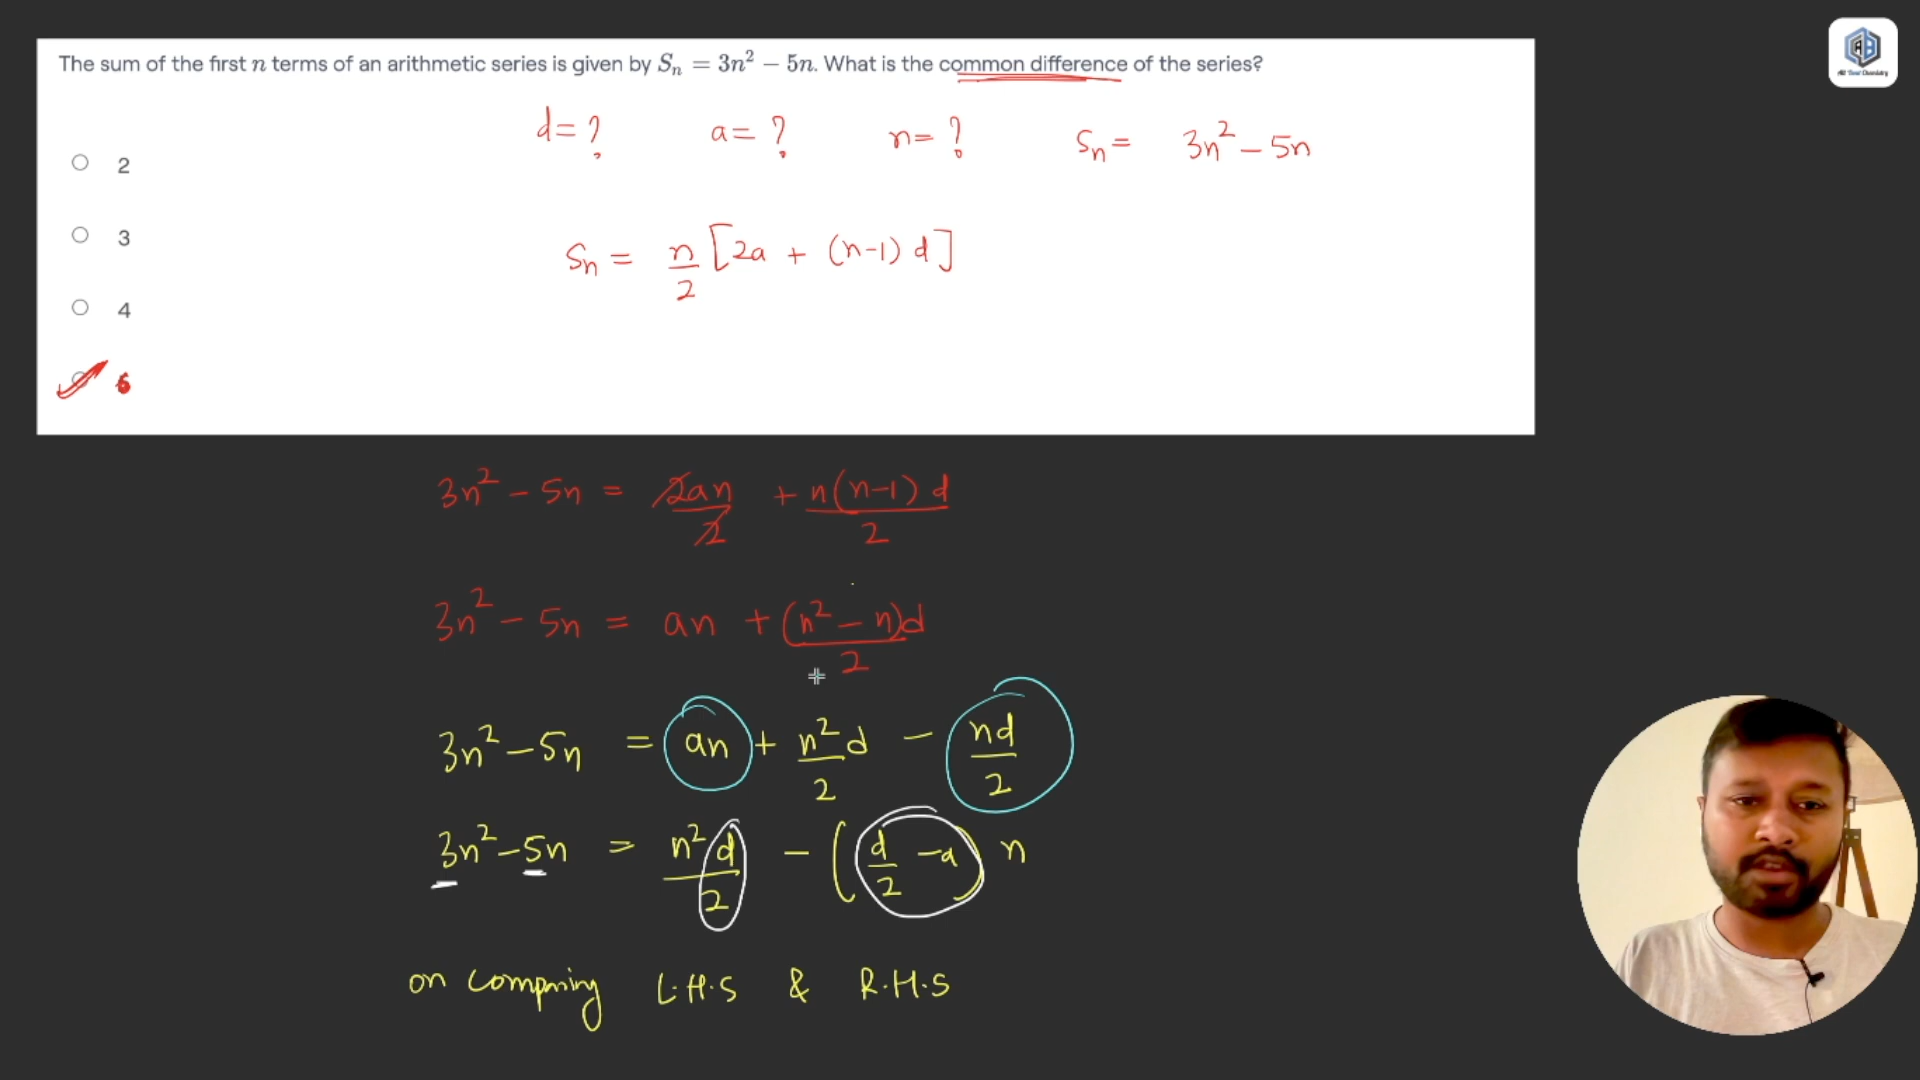 The sum of the first n terms of an arithmetic series is given by Sₙ = 3n² − 5n. What is the common difference of the series?
d = ? a = ? n = ? Sₙ = 3n² − 5n
2
3
Sₙ = n/2 [2a + (n−1) d]
4
6
3n² − 5n = 2an/2 + n(n−1) d/2
3n² − 5n = an + (n² − n)d/2
3n² − 5n = an + n²d/2 − nd/2
3n² − 5n = n²d/2 − (d/2 − a) n
on comparing L.H.S & R.H.S